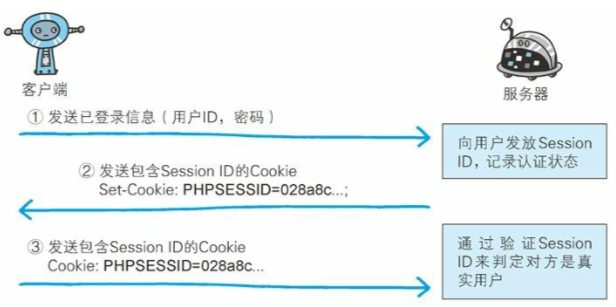 客户端
服务器
① 发送已登录信息（用户ID，密码）
向用户发放Session
ID，记录认证状态
② 发送包含Session ID的Cookie
Set-Cookie: PHPSESSID=028a8c...;
③ 发送包含Session ID的Cookie
Cookie: PHPSESSID=028a8c...
通过验证Session
ID来判定对方是真
实用户